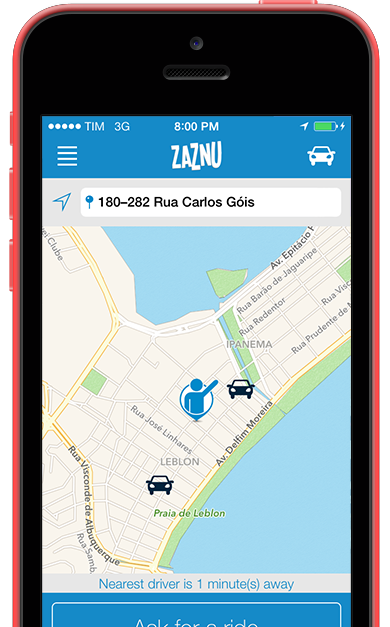 TIM 3G 8:00 PM
ZAZNU
180–282 Rua Carlos Góis
vei Clube
Av. Epitácio P
Rua Barão de Jaguaripe
Rua Redentor
Rua Visc
Rua Prudente de M
IPANEMA
Rua José Linhares
Av. Delfim Moreira
LEBLON
Rua Visconde de Albuquerque
Praia de Leblon
Rua Samb
Nearest driver is 1 minute(s) away
Ask for a ride